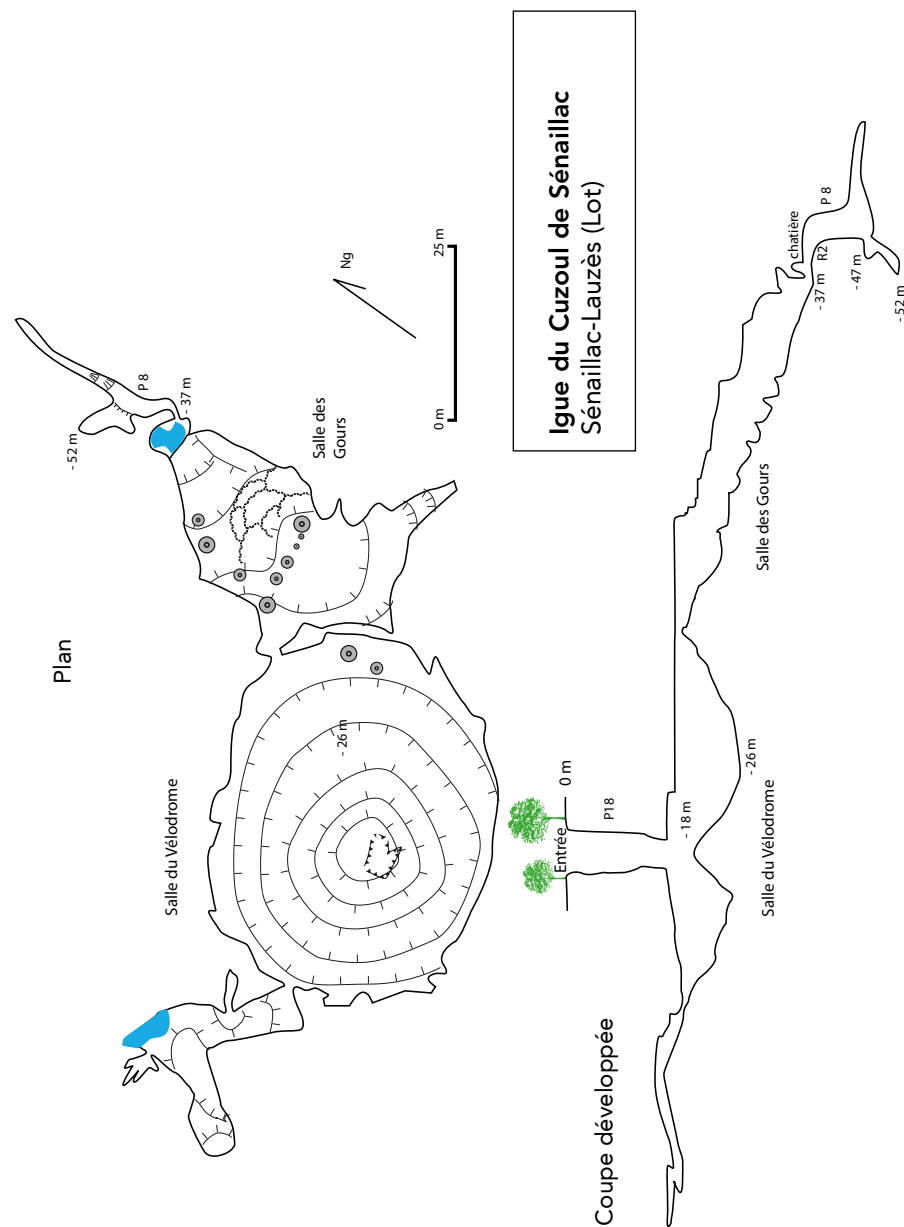 Plan
Salle du Vélodrome
- 26 m
Salle des
Gours
- 52 m
P 8
- 37 m
Ng
0 m
25 m
Igue du Cuzoul de Sénaillac
Sénaillac-Lauzès (Lot)
Coupe développée
Entrée
0 m
P18
- 18 m
Salle du Vélodrome
- 26 m
Salle des Gours
chatière
- 37 m
R2
P 8
- 47 m
- 52 m